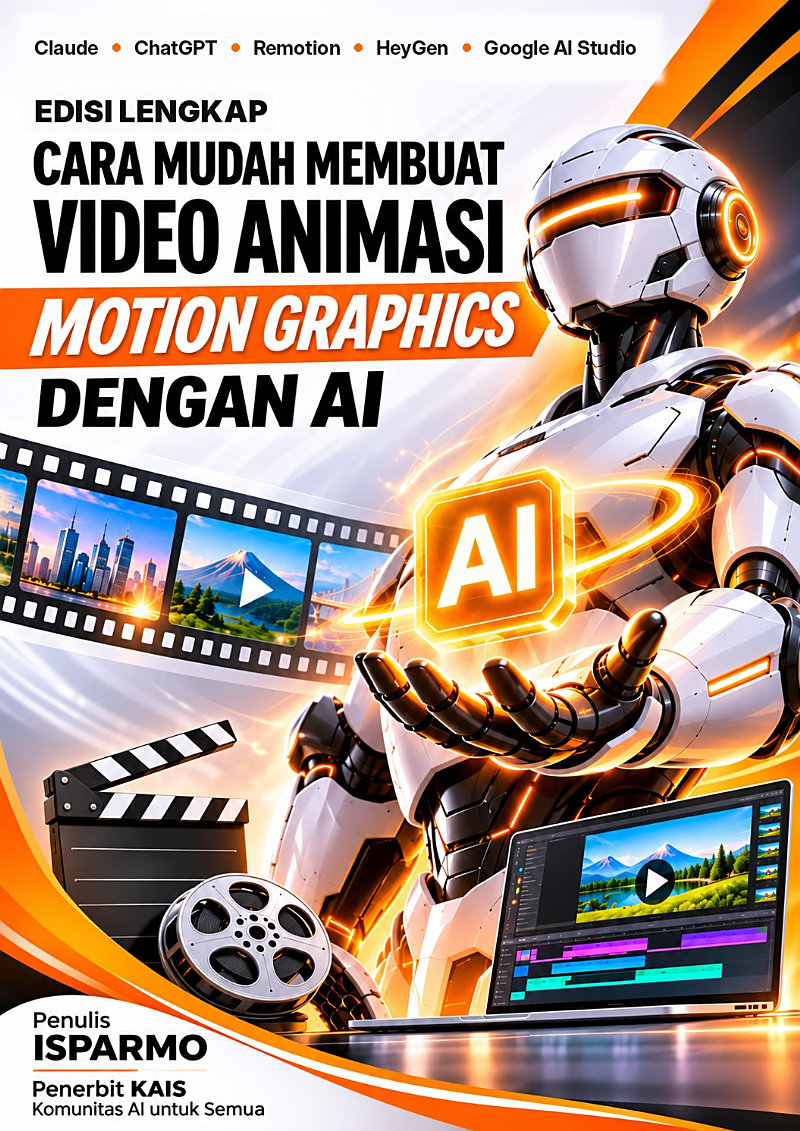 Claude • ChatGPT • Remotion • HeyGen • Google AI Studio
EDISI LENGKAP
CARA MUDAH MEMBUAT
VIDEO ANIMASI
MOTION GRAPHICS
DENGAN AI
AI
Penulis
ISPARMO
Penerbit KAIS
Komunitas AI untuk Semua